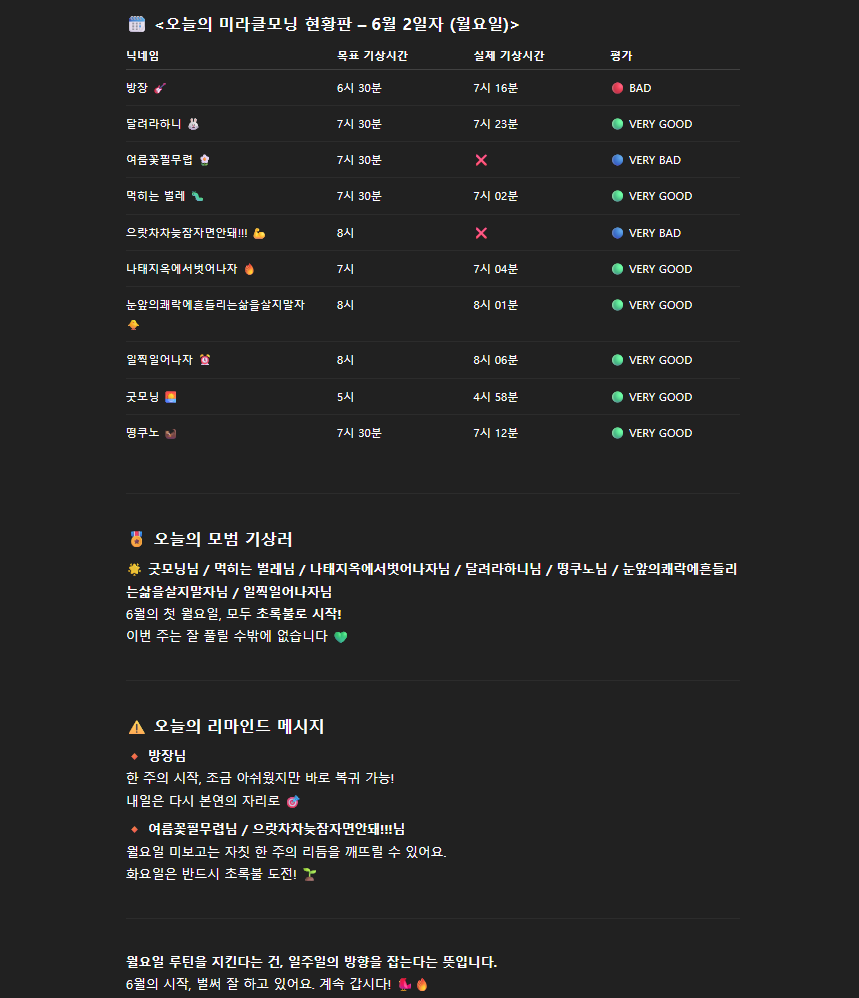 🗓️ <오늘의 미라클모닝 현황판 – 6월 2일자 (월요일)>
닉네임 목표 기상시간 실제 기상시간 평가
방장 🎸 6시 30분 7시 16분 🔴 BAD
달려라하니 🐰 7시 30분 7시 23분 🟢 VERY GOOD
여름꽃필무렵 🌸 7시 30분 ❌ 🔵 VERY BAD
먹히는 벌레 🐛 7시 30분 7시 02분 🟢 VERY GOOD
으랏차차늦잠자면안돼!!! 💪 8시 ❌ 🔵 VERY BAD
나태지옥에서벗어나자 🔥 7시 7시 04분 🟢 VERY GOOD
눈앞의쾌락에흔들리는삶을살지말자
🐥 8시 8시 01분 🟢 VERY GOOD
일찍일어나자 ⏰ 8시 8시 06분 🟢 VERY GOOD
굿모닝 🌅 5시 4시 58분 🟢 VERY GOOD
떵쿠노 🦦 7시 30분 7시 12분 🟢 VERY GOOD
🏅 오늘의 모범 기상러
🌟 굿모닝님 / 먹히는 벌레님 / 나태지옥에서벗어나자님 / 달려라하니님 / 떵쿠노님 / 눈앞의쾌락에흔들리
는삶을살지말자님 / 일찍일어나자님
6월의 첫 월요일, 모두 초록불로 시작!
이번 주는 잘 풀릴 수밖에 없습니다 💚
⚠️ 오늘의 리마인드 메시지
🔸 방장님
한 주의 시작, 조금 아쉬웠지만 바로 복귀 가능!
내일은 다시 본연의 자리로 🎯
🔸 여름꽃필무렵님 / 으랏차차늦잠자면안돼!!!님
월요일 미보고는 자칫 한 주의 리듬을 깨뜨릴 수 있어요.
화요일은 반드시 초록불 도전! 🌱
월요일 루틴을 지킨다는 건, 일주일의 방향을 잡는다는 뜻입니다.
6월의 시작, 벌써 잘 하고 있어요. 계속 갑시다! 🐓🔥